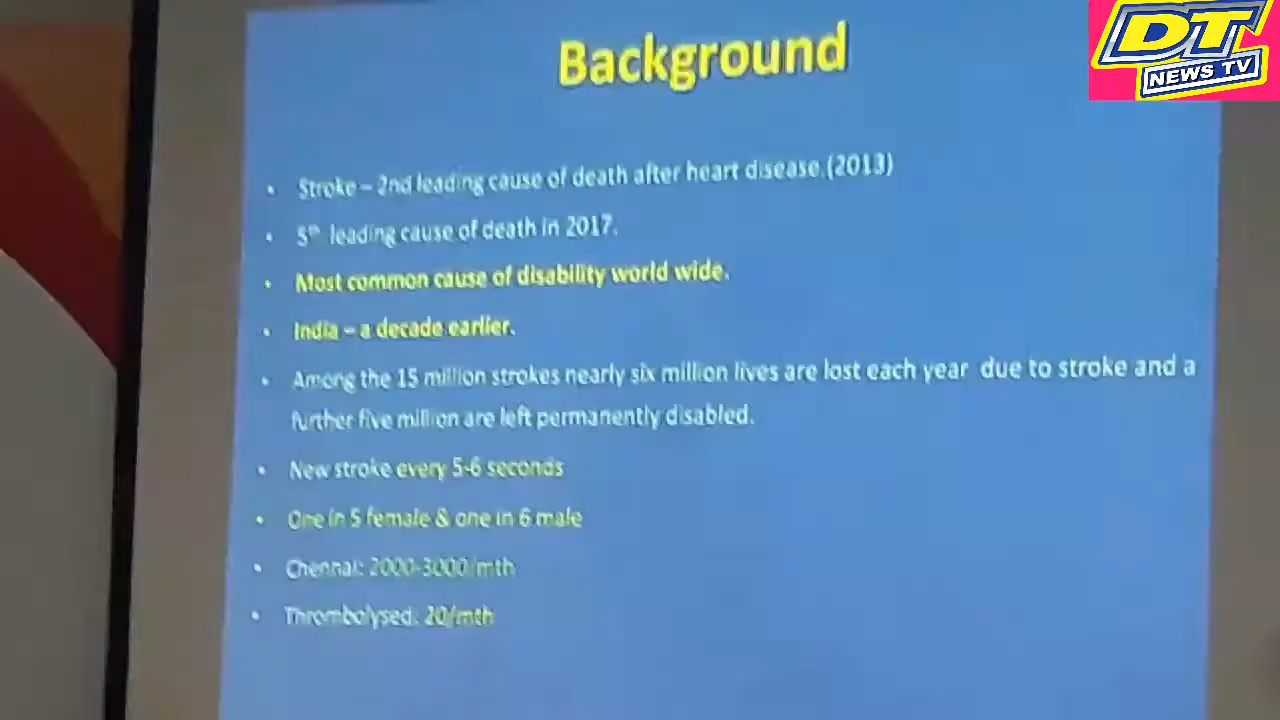 DT
NEWS TV
Background
• Stroke – 2nd leading cause of death after heart disease.(2013)
• 5th leading cause of death in 2017.
• Most common cause of disability world wide.
• India – a decade earlier.
• Among the 15 million strokes nearly six million lives are lost each year due to stroke and a
further five million are left permanently disabled.
• New stroke every 5-6 seconds
• One in 5 female & one in 6 male
• Chennai: 2000-3000/mth
• Thrombolysed: 20/mth